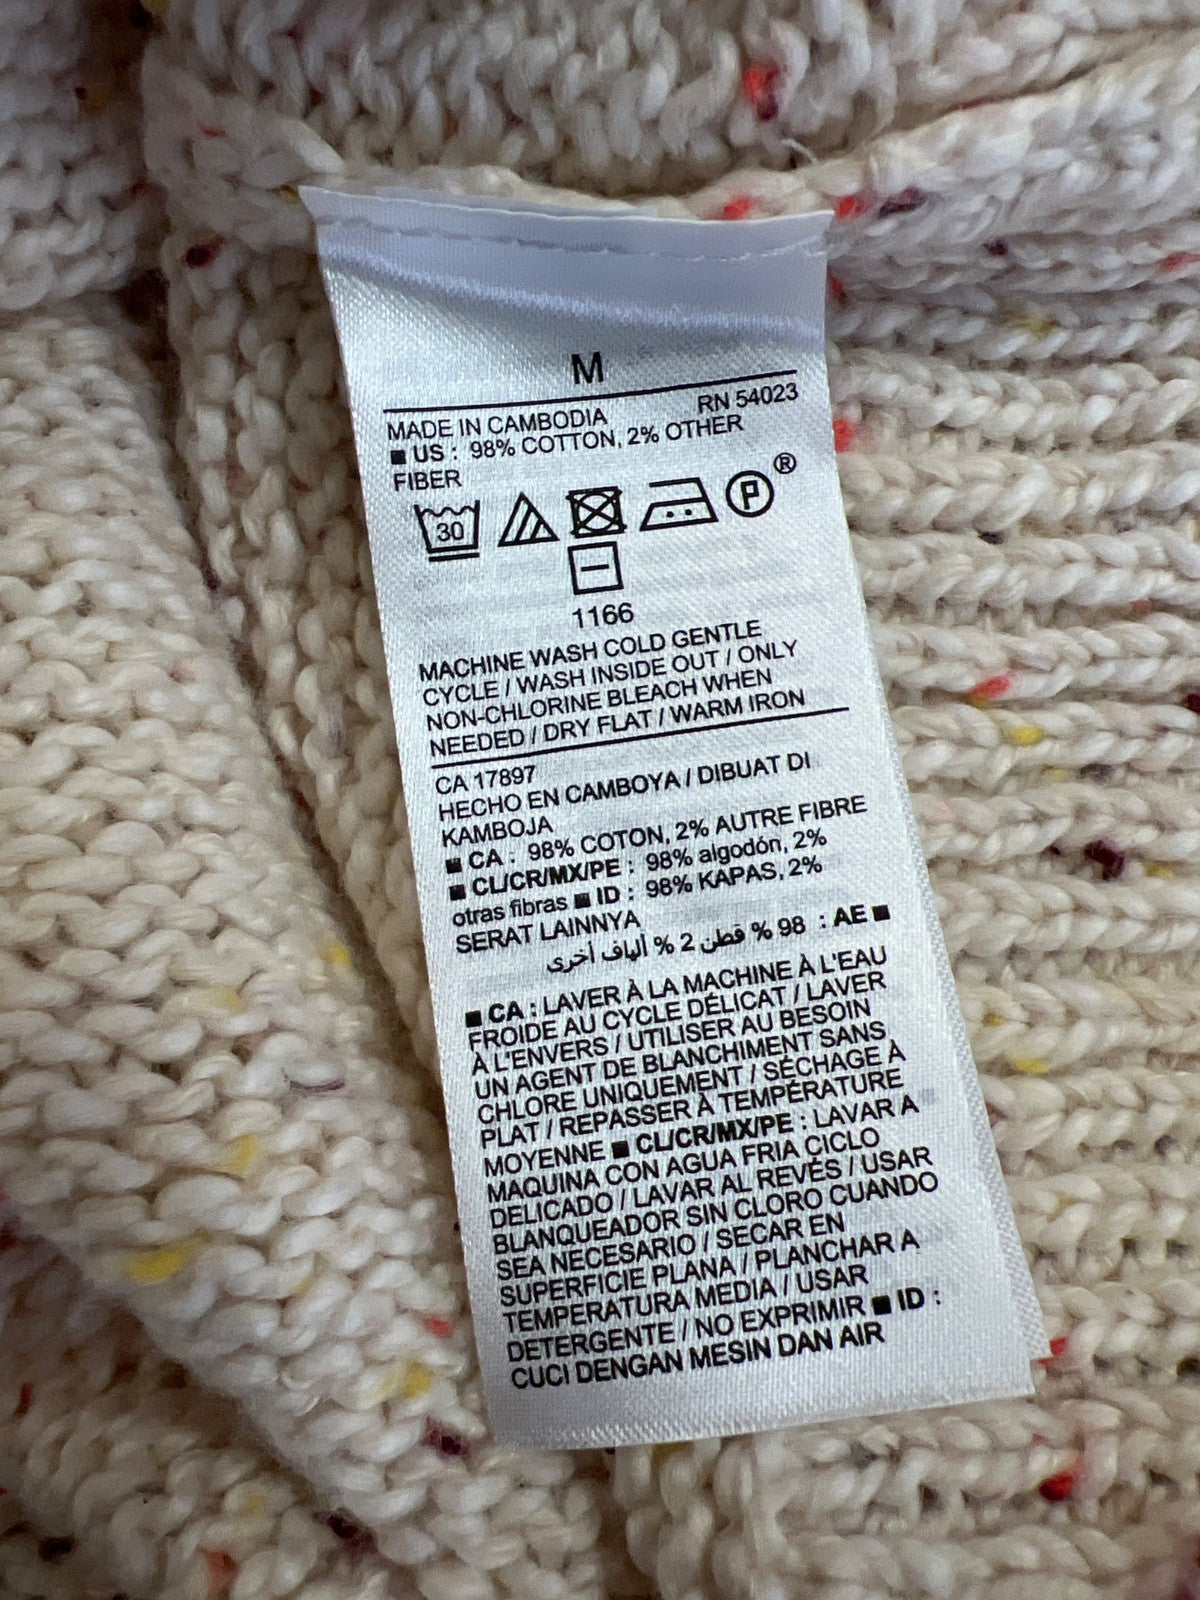 M
MADE IN CAMBODIA RN 54023
■ US : 98% COTTON, 2% OTHER
FIBER
30 P ®
1166
MACHINE WASH COLD GENTLE
CYCLE / WASH INSIDE OUT / ONLY
NON-CHLORINE BLEACH WHEN
NEEDED / DRY FLAT / WARM IRON
CA 17897
HECHO EN CAMBOYA / DIBUAT DI
KAMBOJA
■ CA : 98% COTON, 2% AUTRE FIBRE
■ CL/CR/MX/PE : 98% algodón, 2%
otras fibras ■ ID : 98% KAPAS, 2%
SERAT LAINNYA
■ AE : 98 % قطن 2 % ألياف أخرى
■ CA : LAVER À LA MACHINE À L'EAU
FROIDE AU CYCLE DÉLICAT / LAVER
À L'ENVERS / UTILISER AU BESOIN
UN AGENT DE BLANCHIMENT SANS
CHLORE UNIQUEMENT / SÉCHAGE À
PLAT / REPASSER À TEMPÉRATURE
MOYENNE ■ CL/CR/MX/PE : LAVAR A
MAQUINA CON AGUA FRIA CICLO
DELICADO / LAVAR AL REVÉS / USAR
BLANQUEADOR SIN CLORO CUANDO
SEA NECESARIO / SECAR EN
SUPERFICIE PLANA / PLANCHAR A
TEMPERATURA MEDIA / USAR
DETERGENTE / NO EXPRIMIR ■ ID :
CUCI DENGAN MESIN DAN AIR